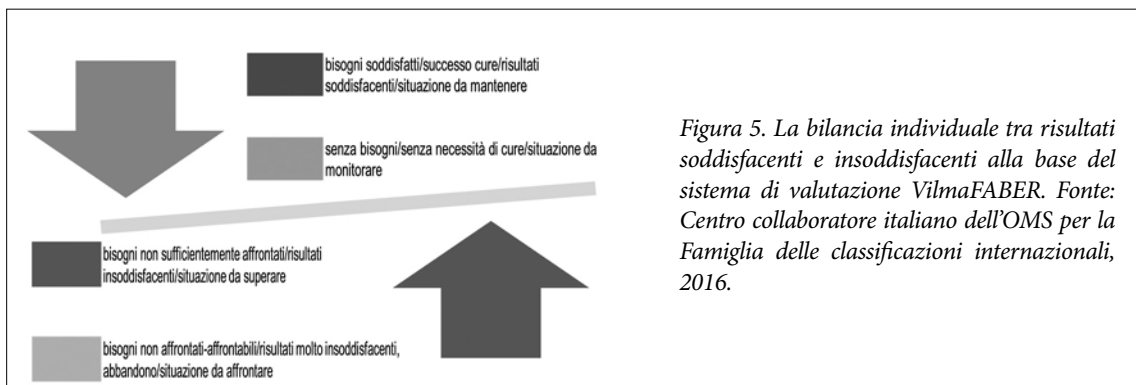 bisogni soddisfatti/successo cure/risultati
soddisfacenti/situazione da mantenere
senza bisogni/senza necessità di cure/situazione da
monitorare
bisogni non sufficientemente affrontati/risultati
insoddisfacenti/situazione da superare
bisogni non affrontati-affrontabili/risultati molto insoddisfacenti,
abbandono/situazione da affrontare
Figura 5. La bilancia individuale tra risultati
soddisfacenti e insoddisfacenti alla base del
sistema di valutazione VilmaFABER. Fonte:
Centro collaboratore italiano dell’OMS per la
Famiglia delle classificazioni internazionali,
2016.